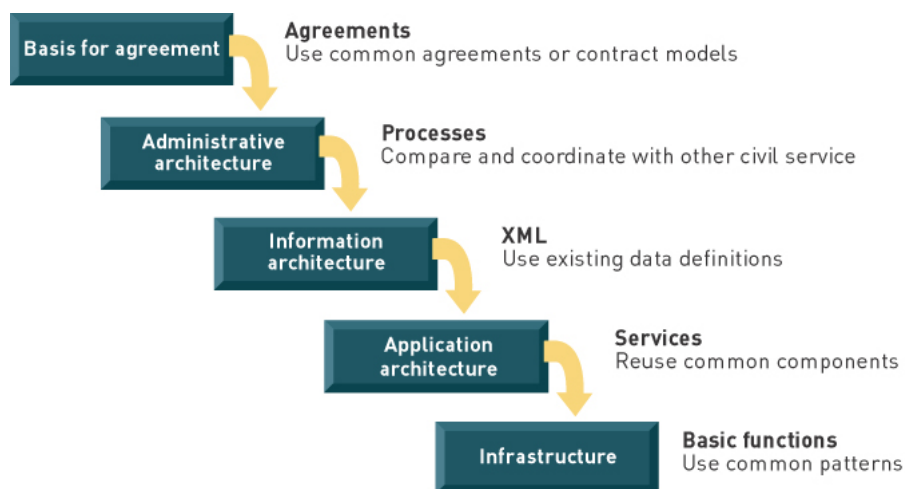 Basis for agreement
Agreements
Use common agreements or contract models
Administrative
architecture
Processes
Compare and coordinate with other civil service
Information
architecture
XML
Use existing data definitions
Application
architecture
Services
Reuse common components
Infrastructure
Basic functions
Use common patterns